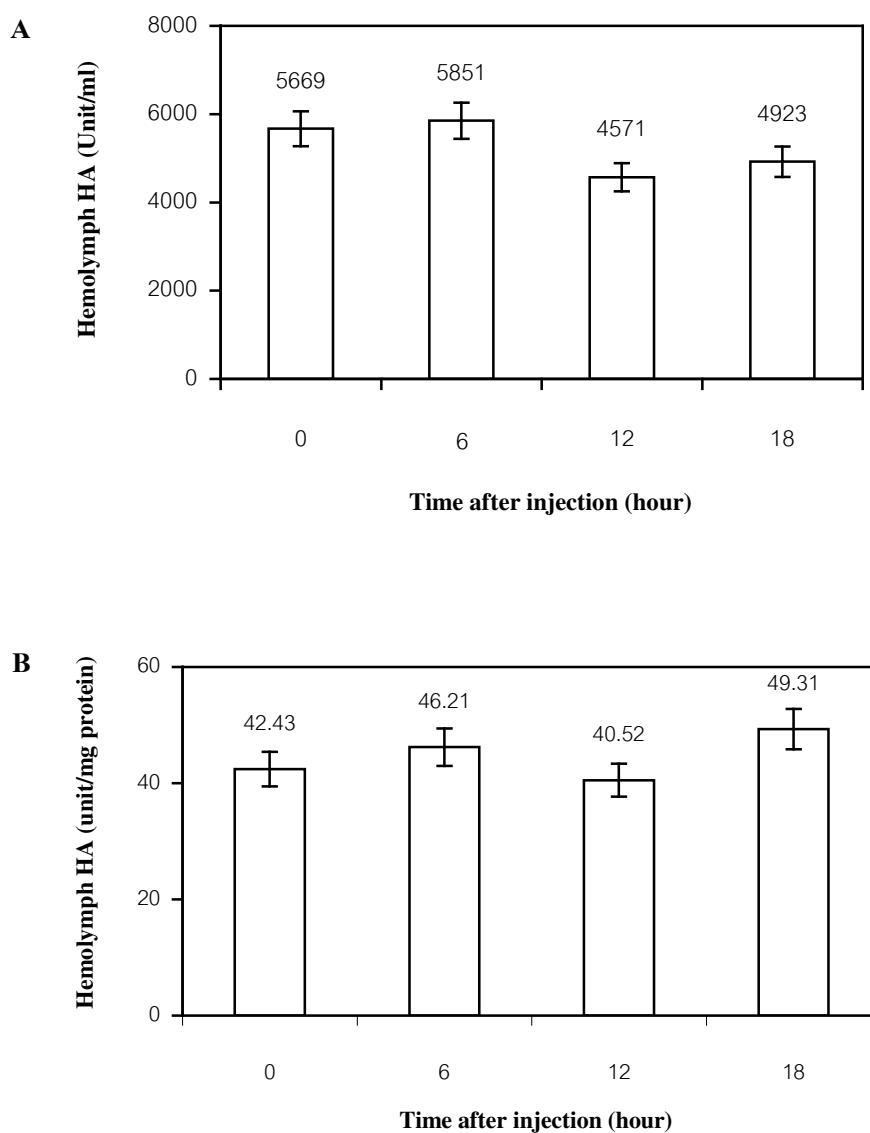 A
Hemolymph HA (Unit/ml)
8000
6000
4000
2000
0
5669
5851
4571
4923
0 6 12 18
Time after injection (hour)
B
Hemolymph HA (unit/mg protein)
60
40
20
0
42.43
46.21
40.52
49.31
0 6 12 18
Time after injection (hour)